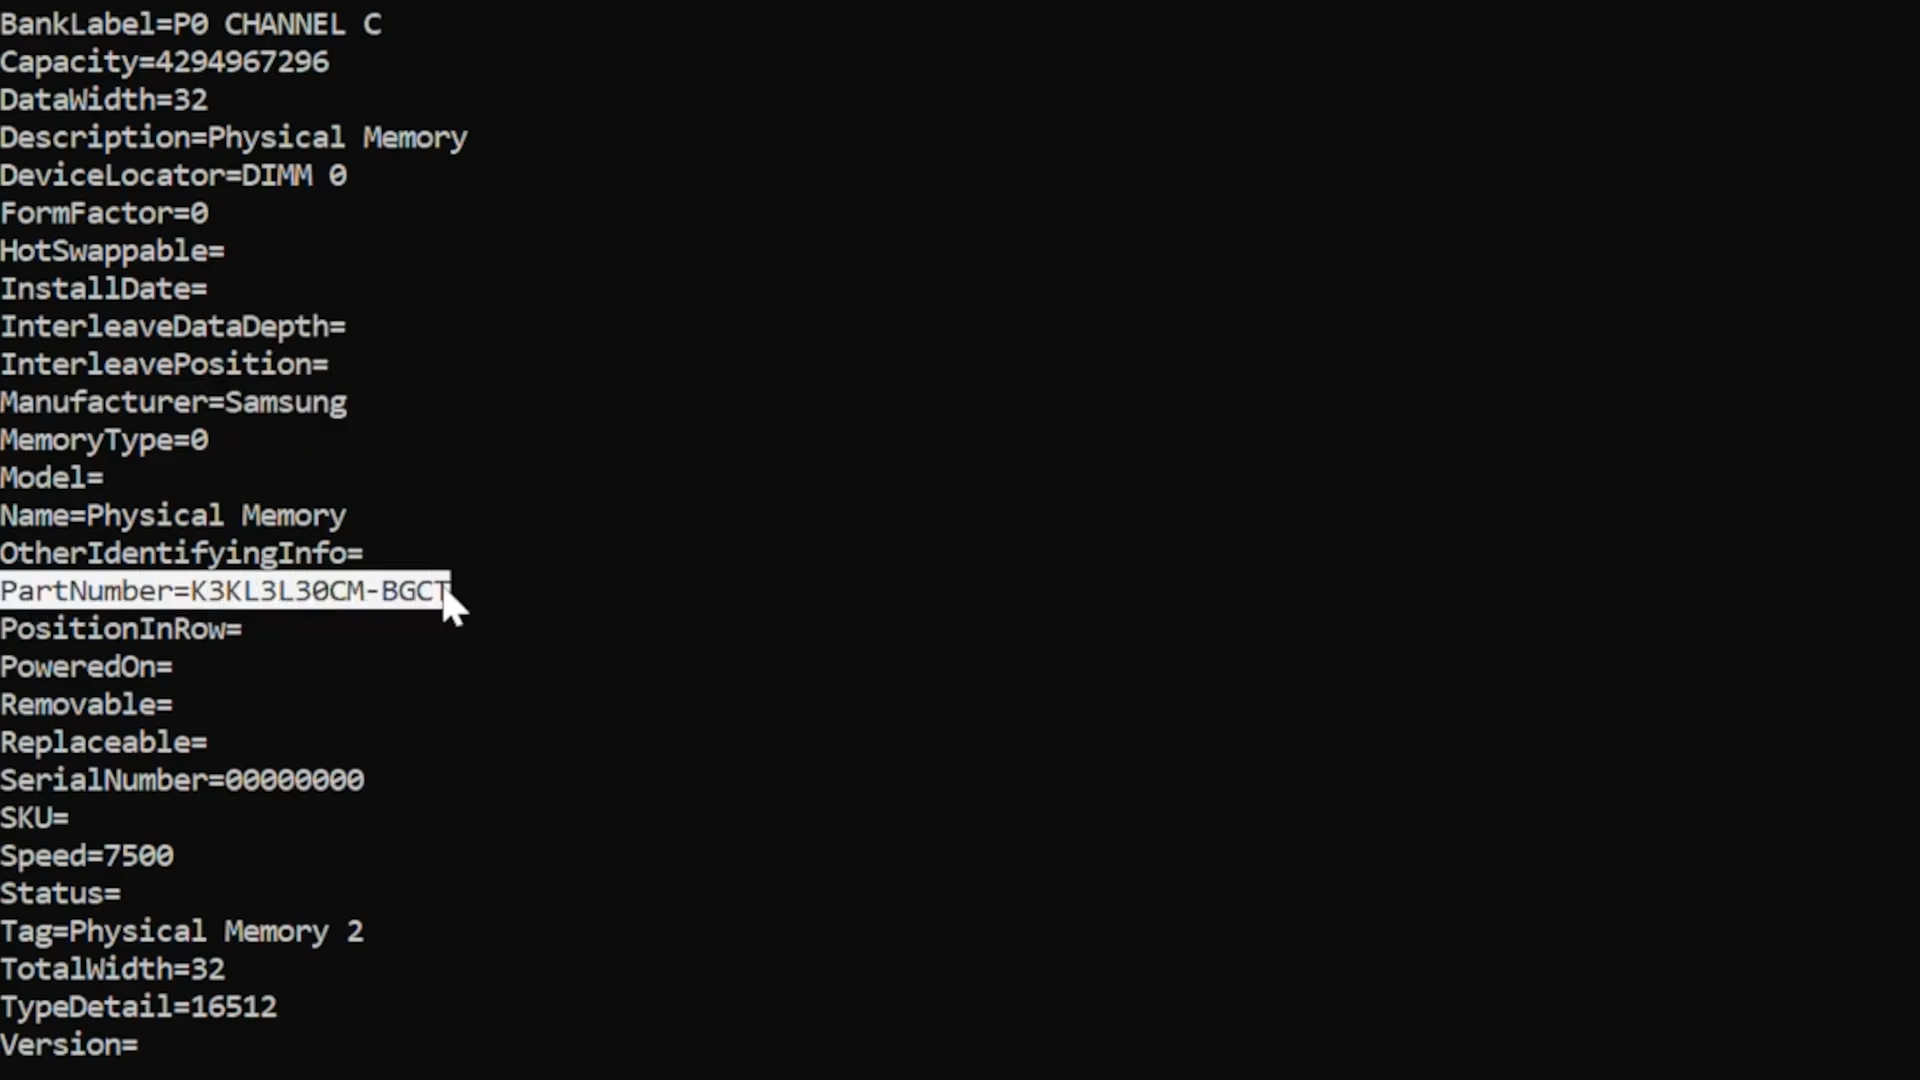 BankLabel=P0 CHANNEL C
Capacity=4294967296
DataWidth=32
Description=Physical Memory
DeviceLocator=DIMM 0
FormFactor=0
HotSwappable=
InstallDate=
InterleaveDataDepth=
InterleavePosition=
Manufacturer=Samsung
MemoryType=0
Model=
Name=Physical Memory
OtherIdentifyingInfo=
PartNumber=K3KL3L30CM-BGCT
PositionInRow=
PoweredOn=
Removable=
Replaceable=
SerialNumber=00000000
SKU=
Speed=7500
Status=
Tag=Physical Memory 2
TotalWidth=32
TypeDetail=16512
Version=